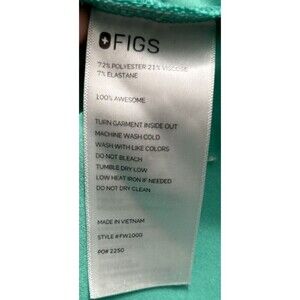 FIGS
72% POLYESTER 21% VISCOSE
7% ELASTANE
100% AWESOME
TURN GARMENT INSIDE OUT
MACHINE WASH COLD
WASH WITH LIKE COLORS
DO NOT BLEACH
TUMBLE DRY LOW
LOW HEAT IRON IF NEEDED
DO NOT DRY CLEAN
MADE IN VIETNAM
STYLE #FW1000
PO# 2250